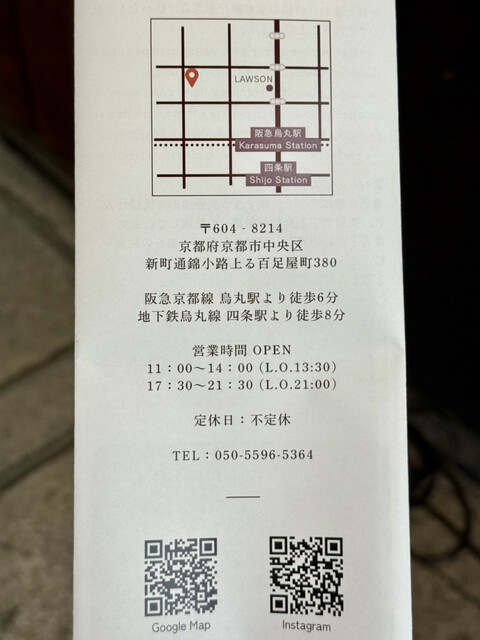 LAWSON
阪急烏丸駅
Karasuma Station
四条駅
Shijo Station
〒604 - 8214
京都府京都市中央区
新町通錦小路上る百足屋町380
阪急京都線 烏丸駅より徒歩6分
地下鉄烏丸線 四条駅より徒歩8分
営業時間 OPEN
11：00〜14：00 (L.O.13:30)
17：30〜21：30 (L.O.21:00)
定休日：不定休
TEL：050-5596-5364
Google Map
Instagram